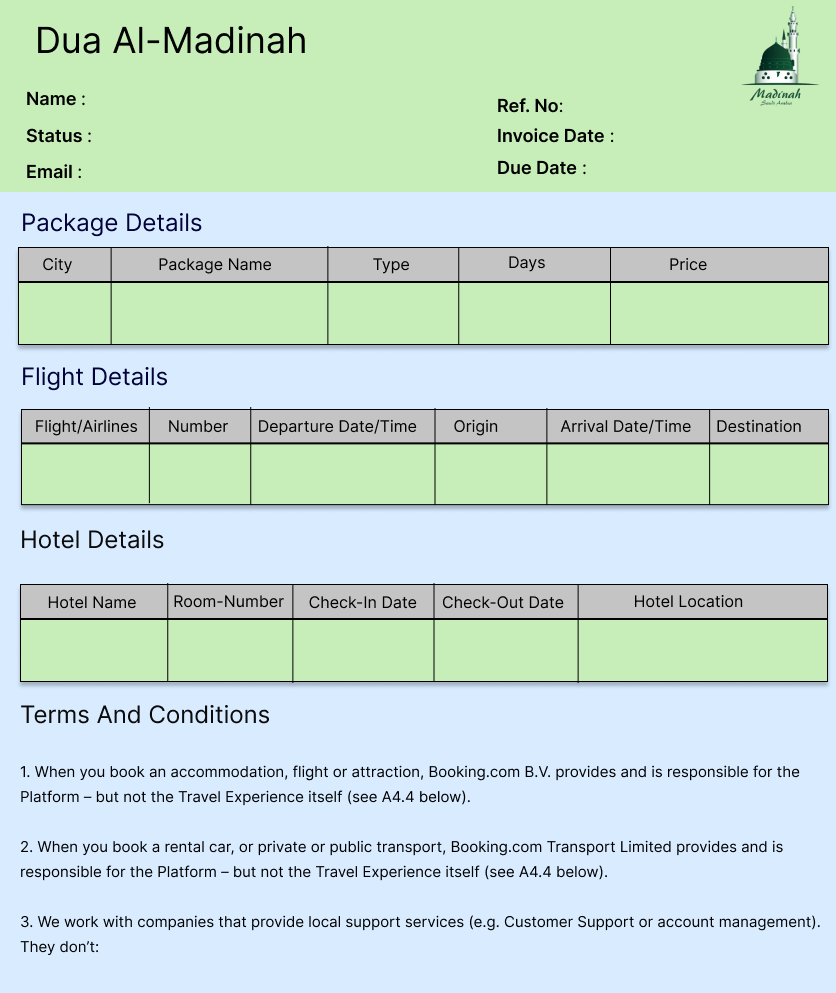 Dua Al-Madinah
Madinah
Saudi Arabia
Name :
Ref. No:
Status :
Invoice Date :
Email :
Due Date :
Package Details
City Package Name Type Days Price
Flight Details
Flight/Airlines Number Departure Date/Time Origin Arrival Date/Time Destination
Hotel Details
Hotel Name Room-Number Check-In Date Check-Out Date Hotel Location
Terms And Conditions
1. When you book an accommodation, flight or attraction, Booking.com B.V. provides and is responsible for the
Platform – but not the Travel Experience itself (see A4.4 below).
2. When you book a rental car, or private or public transport, Booking.com Transport Limited provides and is
responsible for the Platform – but not the Travel Experience itself (see A4.4 below).
3. We work with companies that provide local support services (e.g. Customer Support or account management).
They don’t: